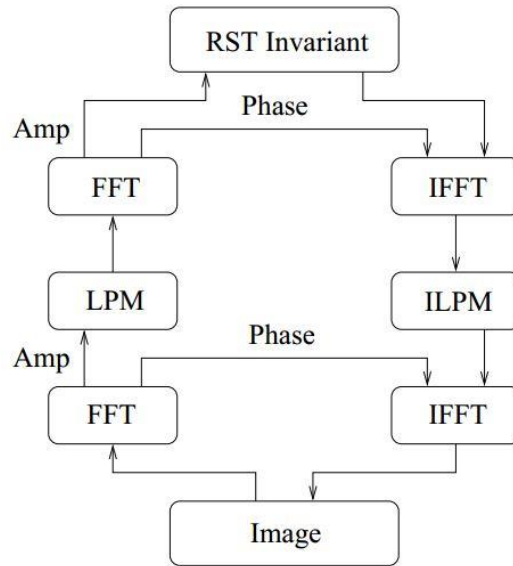 RST Invariant
Amp
Phase
FFT
IFFT
LPM
ILPM
Amp
Phase
FFT
IFFT
Image